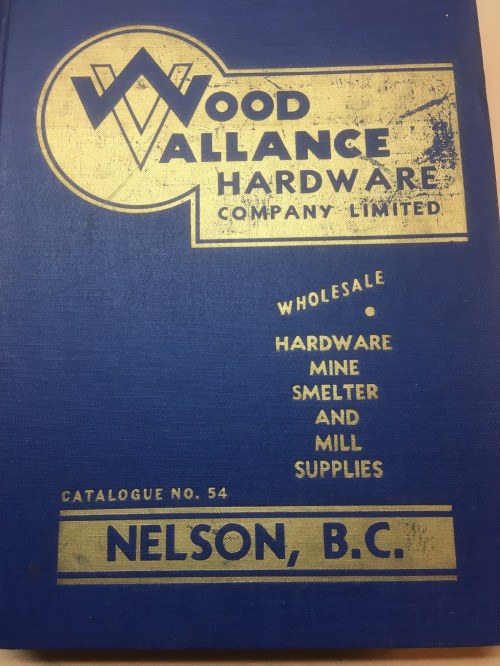 WOOD
VALLANCE
HARDWARE
COMPANY LIMITED
WHOLESALE
HARDWARE
MINE
SMELTER
AND
MILL
SUPPLIES
CATALOGUE NO. 54
NELSON, B.C.